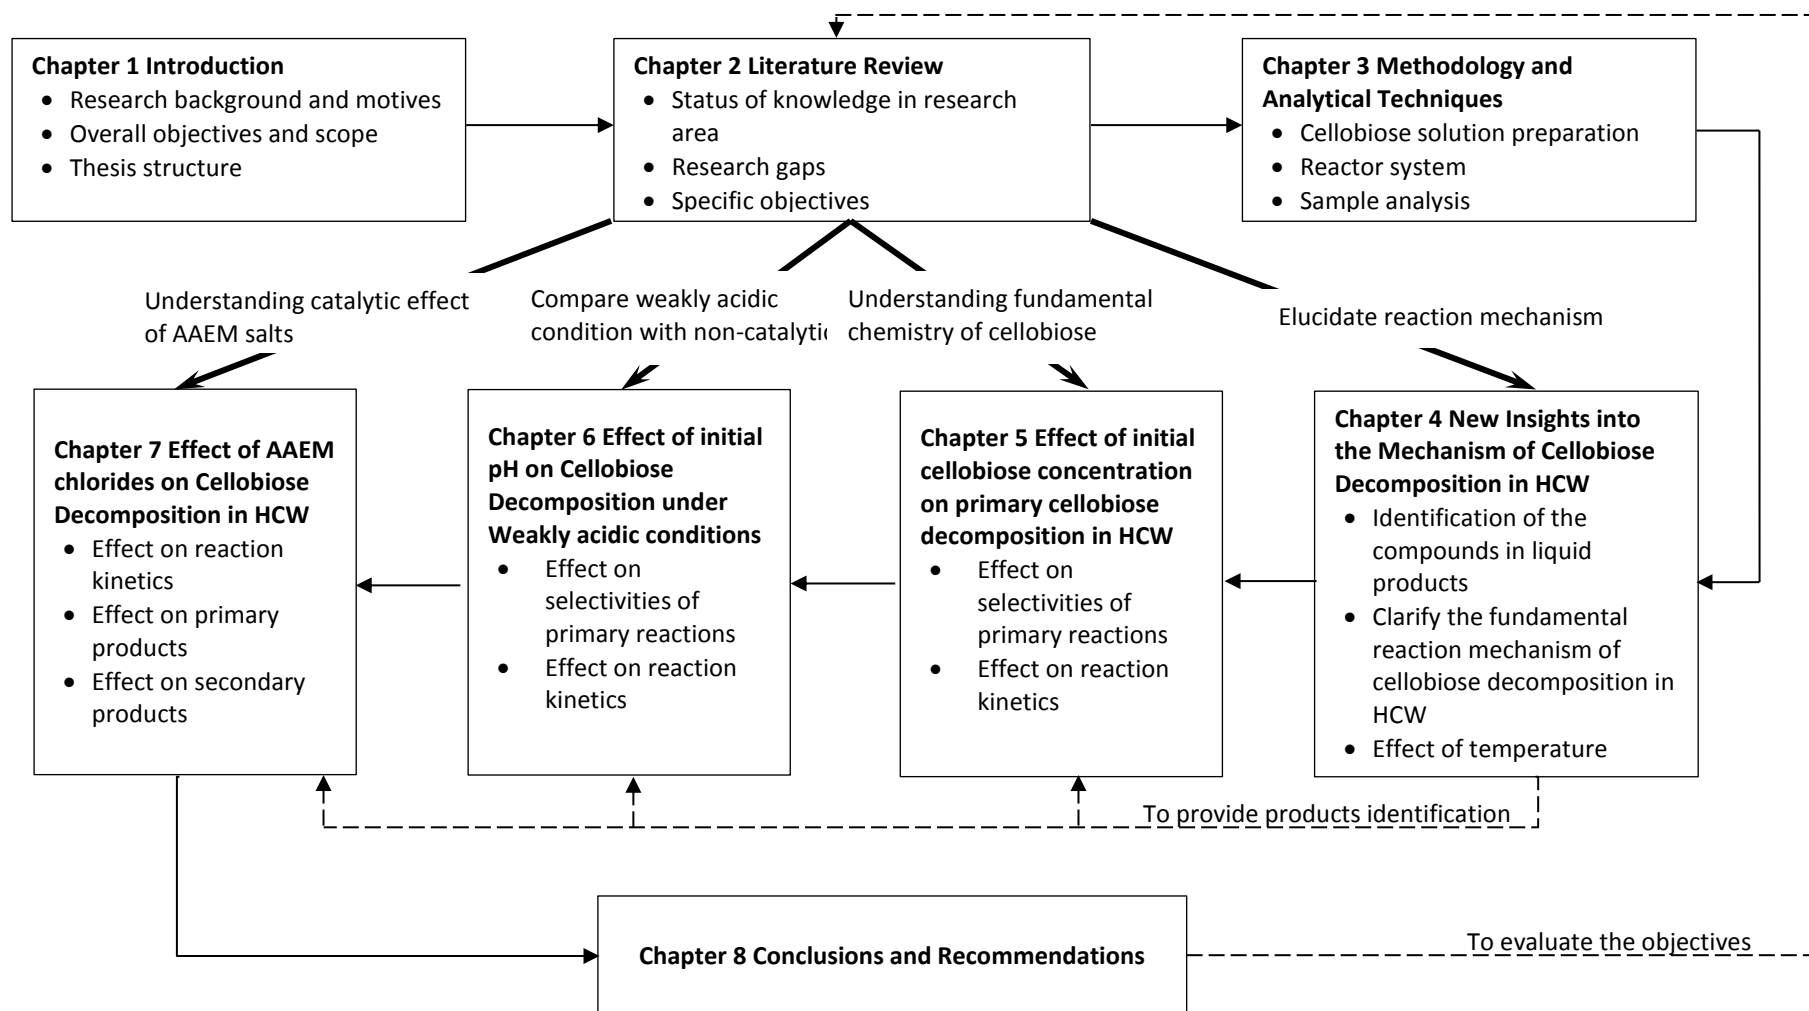 Chapter 1 Introduction
• Research background and motives
• Overall objectives and scope
• Thesis structure
Chapter 2 Literature Review
• Status of knowledge in research
area
• Research gaps
• Specific objectives
Chapter 3 Methodology and
Analytical Techniques
• Cellobiose solution preparation
• Reactor system
• Sample analysis
Understanding catalytic effect
of AAEM salts
Compare weakly acidic
condition with non-catalytic
Understanding fundamental
chemistry of cellobiose
Elucidate reaction mechanism
Chapter 7 Effect of AAEM
chlorides on Cellobiose
Decomposition in HCW
• Effect on reaction
kinetics
• Effect on primary
products
• Effect on secondary
products
Chapter 6 Effect of initial
pH on Cellobiose
Decomposition under
Weakly acidic conditions
• Effect on
selectivities of
primary reactions
• Effect on reaction
kinetics
Chapter 5 Effect of initial
cellobiose concentration
on primary cellobiose
decomposition in HCW
• Effect on
selectivities of
primary reactions
• Effect on reaction
kinetics
Chapter 4 New Insights into
the Mechanism of Cellobiose
Decomposition in HCW
• Identification of the
compounds in liquid
products
• Clarify the fundamental
reaction mechanism of
cellobiose decomposition in
HCW
• Effect of temperature
To provide products identification
Chapter 8 Conclusions and Recommendations
To evaluate the objectives